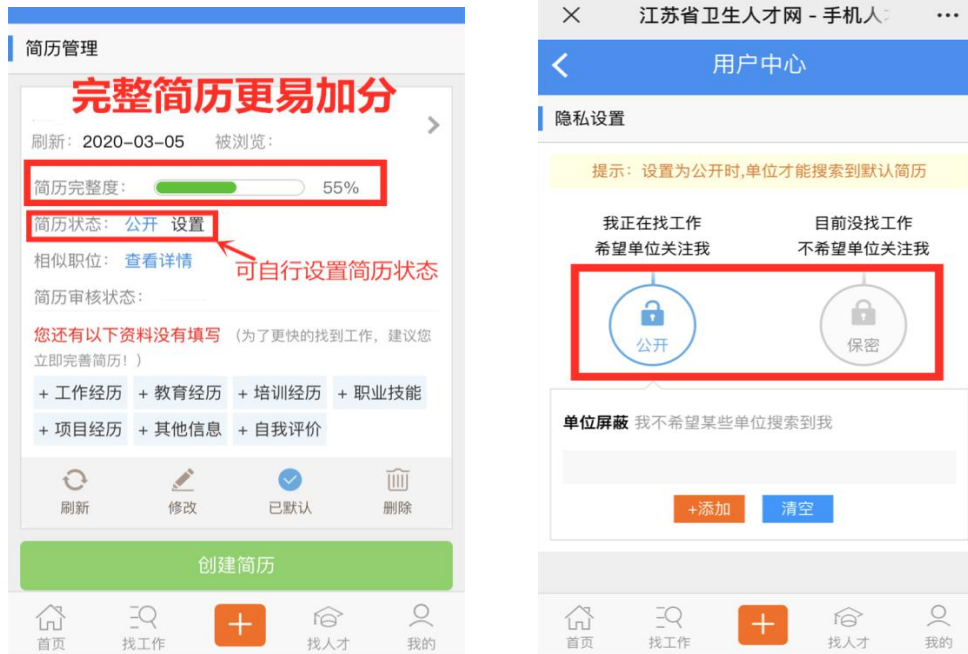 简历管理
完整简历更易加分
刷新：2020-03-05 被浏览：
简历完整度： 55%
简历状态： 公开 设置
相似职位： 查看详情
可自行设置简历状态
简历审核状态：
您还有以下资料没有填写 （为了更快的找到工作，建议您
立即完善简历！）
+ 工作经历 + 教育经历 + 培训经历 + 职业技能
+ 项目经历 + 其他信息 + 自我评价
刷新 修改 已默认 删除
创建简历
首页 找工作 找人才 我的
江苏省卫生人才网 - 手机人
用户中心
隐私设置
提示：设置为公开时,单位才能搜索到默认简历
我正在找工作 目前没找工作
希望单位关注我 不希望单位关注我
公开 保密
单位屏蔽 我不希望某些单位搜索到我
+添加 清空
首页 找工作 找人才 我的